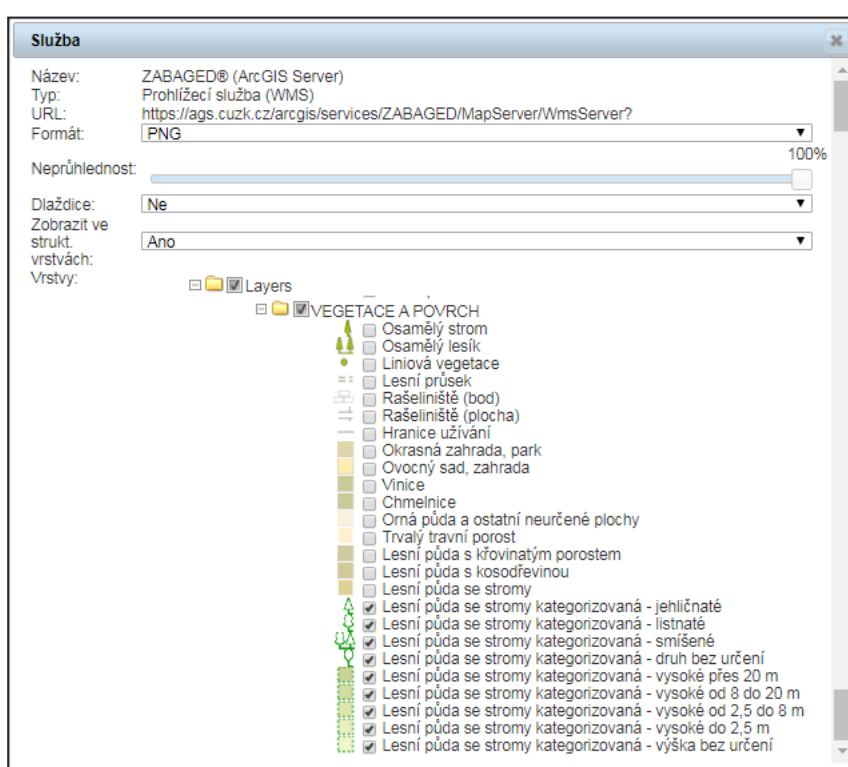 Služba
Název: ZABAGED® (ArcGIS Server)
Typ: Prohlížecí služba (WMS)
URL: https://ags.cuzk.cz/arcgis/services/ZABAGED/MapServer/WmsServer?
Formát: PNG
100%
Neprůhlednost:
Dlaždice: Ne
Zobrazit ve
strukt. Ano
vrstvách:
Vrstvy: Layers
VEGETACE A POVRCH
Osamělý strom
Osamělý lesík
Liniová vegetace
Lesní průsek
Rašeliniště (bod)
Rašeliniště (plocha)
Hranice užívání
Okrasná zahrada, park
Ovocný sad, zahrada
Vinice
Chmelnice
Orná půda a ostatní neurčené plochy
Trvalý travní porost
Lesní půda s křovinatým porostem
Lesní půda s kosodřevinou
Lesní půda se stromy
Lesní půda se stromy kategorizovaná - jehličnaté
Lesní půda se stromy kategorizovaná - listnaté
Lesní půda se stromy kategorizovaná - smíšené
Lesní půda se stromy kategorizovaná - druh bez určení
Lesní půda se stromy kategorizovaná - vysoké přes 20 m
Lesní půda se stromy kategorizovaná - vysoké od 8 do 20 m
Lesní půda se stromy kategorizovaná - vysoké od 2,5 do 8 m
Lesní půda se stromy kategorizovaná - vysoké do 2,5 m
Lesní půda se stromy kategorizovaná - výška bez určení